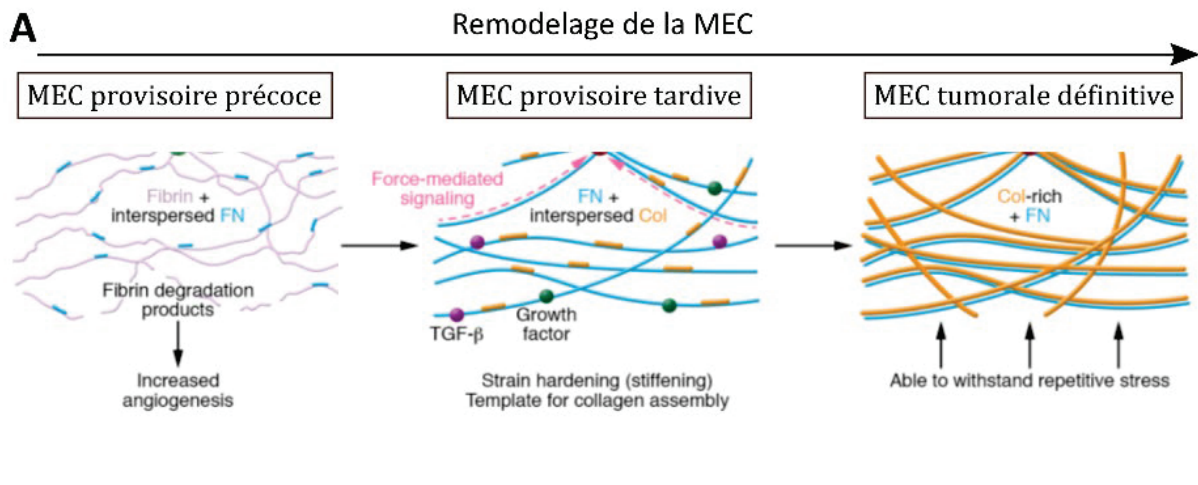 A
Remodelage de la MEC
MEC provisoire précoce
MEC provisoire tardive
MEC tumorale définitive
Fibrin +
interspersed FN
Fibrin degradation
products
Increased
angiogenesis
Force-mediated
signaling
FN +
interspersed Col
TGF-β
Growth
factor
Strain hardening (stiffening)
Template for collagen assembly
Col-rich
+ FN
Able to withstand repetitive stress